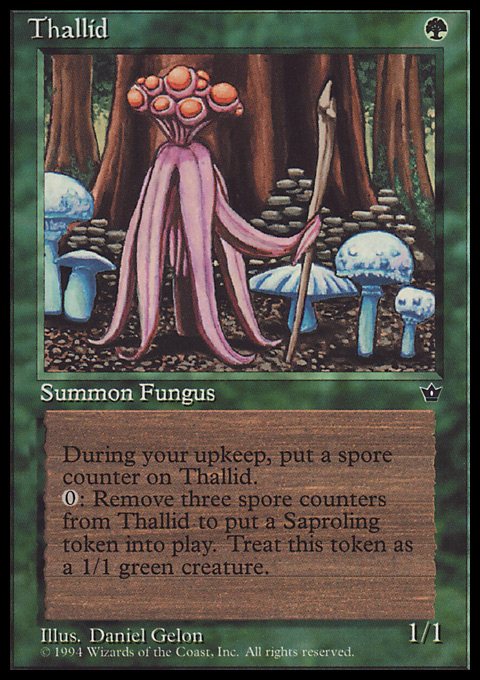 Thallid
Summon Fungus
During your upkeep, put a spore
counter on Thallid.
0: Remove three spore counters
from Thallid to put a Saproling
token into play. Treat this token as
a 1/1 green creature.
Illus. Daniel Gelon
1/1
© 1994 Wizards of the Coast, Inc. All rights reserved.